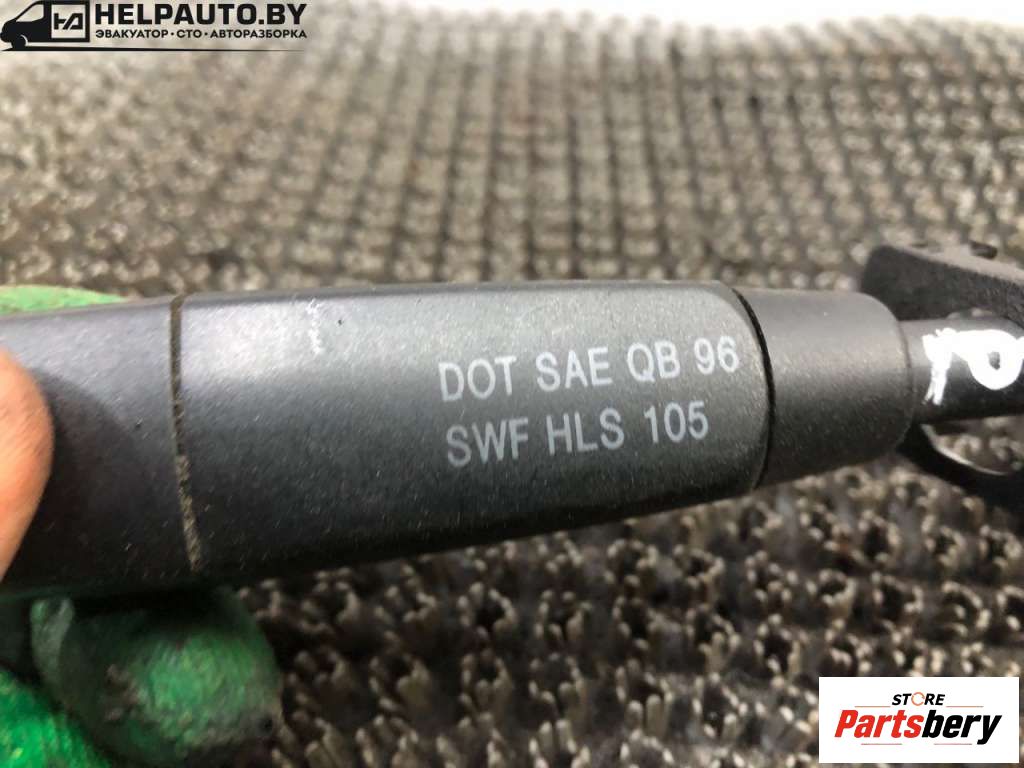 HELPAUTO.BY
ЭВАКУАТОР • СТО • АВТОРАЗБОРКА
DOT SAE QB 96
SWF HLS 105
STORE
Partsbery